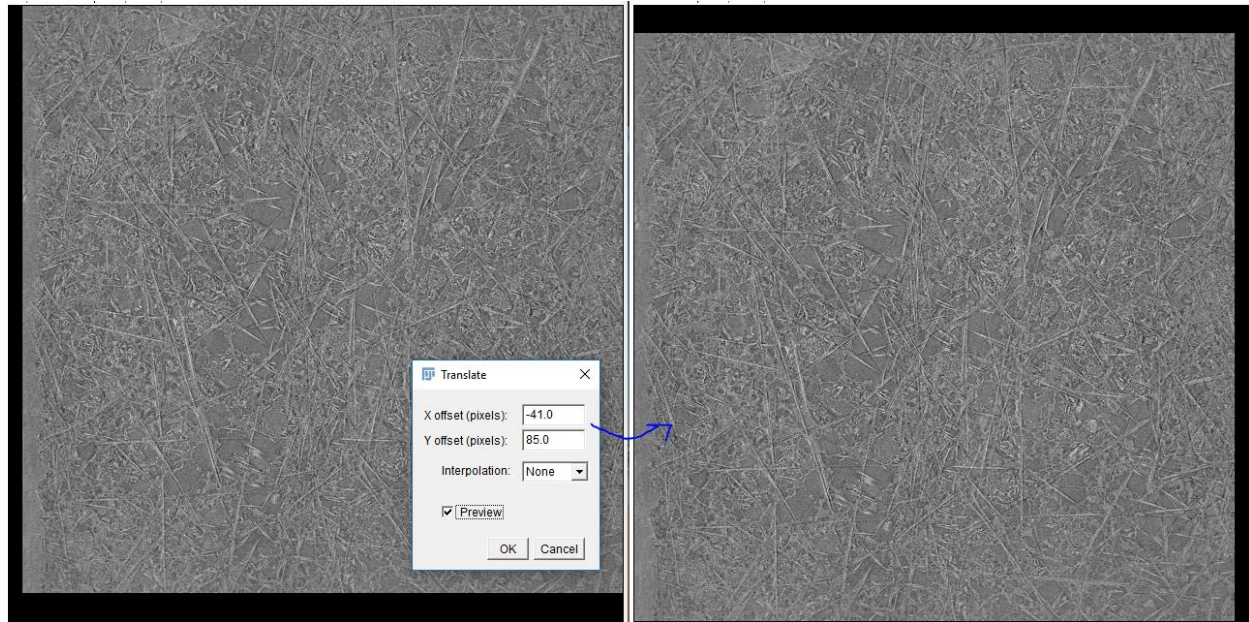 Translate
X offset (pixels): -41.0
Y offset (pixels): 85.0
Interpolation: None
Preview
OK Cancel